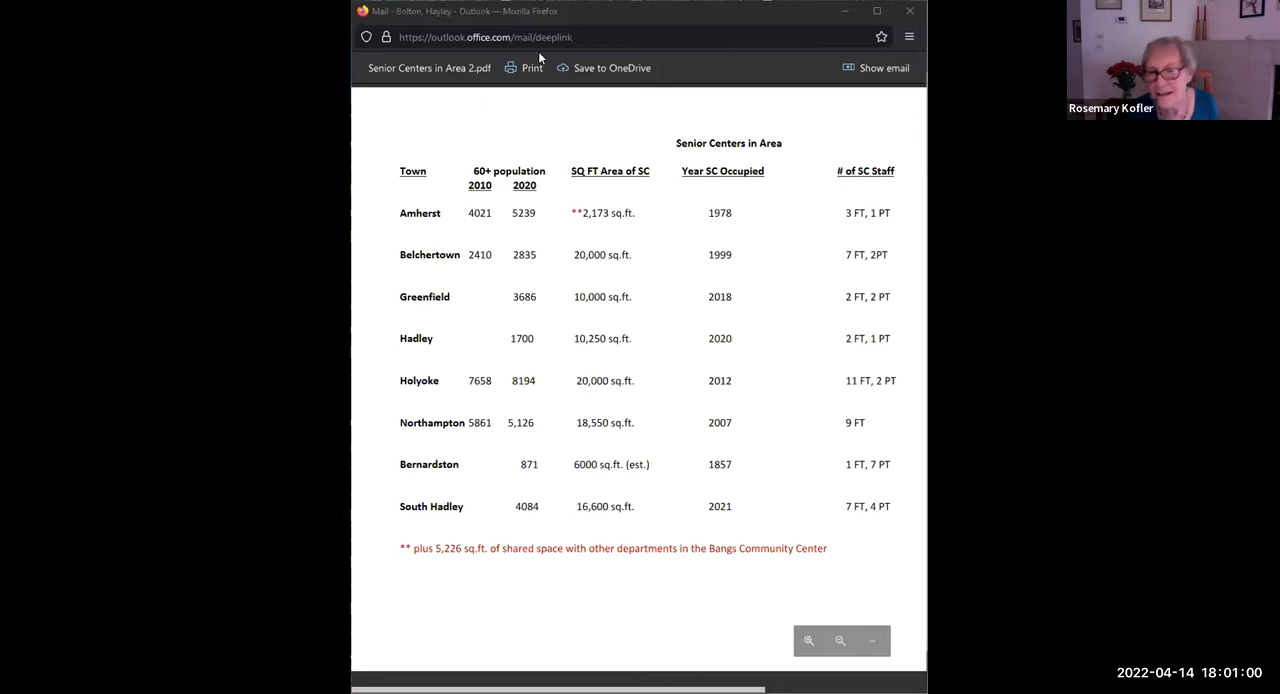 Mail - Bolton, Hayley - Outlook — Mozilla Firefox
https://outlook.office.com/mail/deeplink
Senior Centers in Area 2.pdf Print Save to OneDrive Show email
Rosemary Kofler
Senior Centers in Area
Town 60+ population SQ FT Area of SC Year SC Occupied # of SC Staff
2010 2020
Amherst 4021 5239 **2,173 sq.ft. 1978 3 FT, 1 PT
Belchertown 2410 2835 20,000 sq.ft. 1999 7 FT, 2PT
Greenfield 3686 10,000 sq.ft. 2018 2 FT, 2 PT
Hadley 1700 10,250 sq.ft. 2020 2 FT, 1 PT
Holyoke 7658 8194 20,000 sq.ft. 2012 11 FT, 2 PT
Northampton 5861 5,126 18,550 sq.ft. 2007 9 FT
Bernardston 871 6000 sq.ft. (est.) 1857 1 FT, 7 PT
South Hadley 4084 16,600 sq.ft. 2021 7 FT, 4 PT
** plus 5,226 sq.ft. of shared space with other departments in the Bangs Community Center
2022-04-14 18:01:00